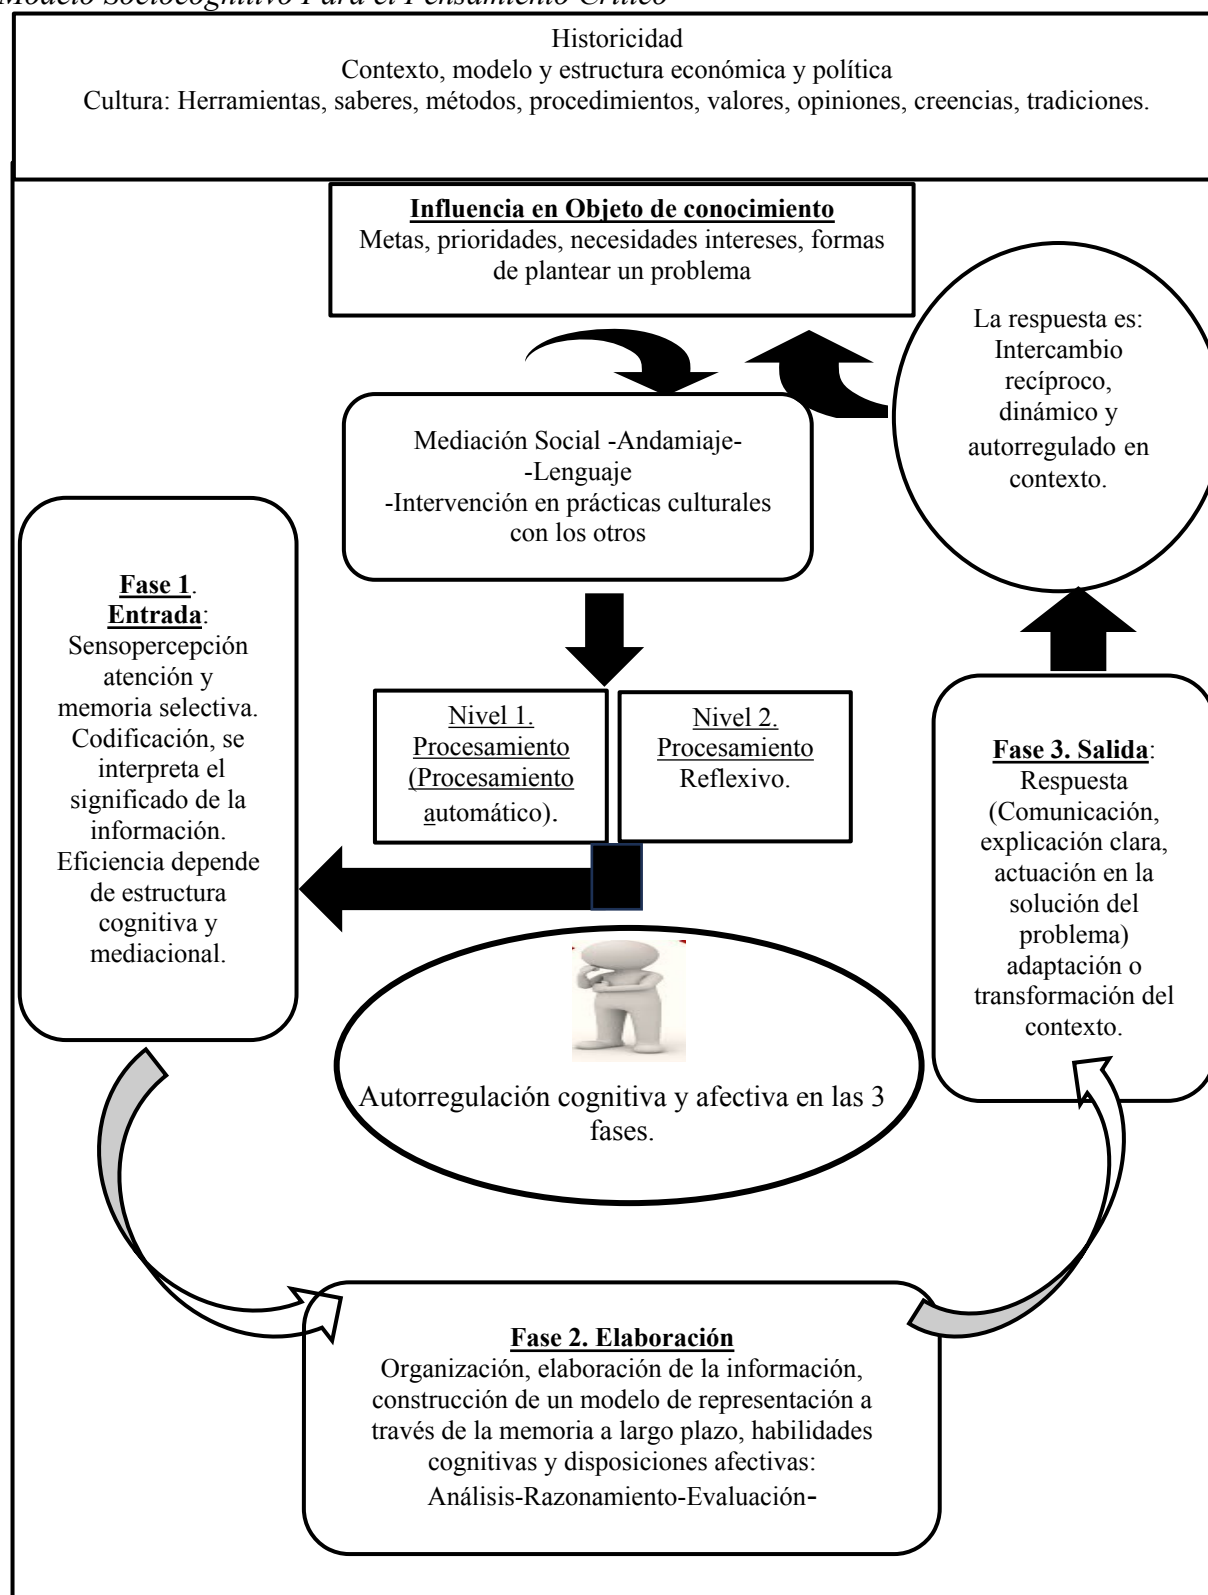 Modelo Sociocognitivo Para el Pensamiento Crítico
Historicidad
Contexto, modelo y estructura económica y política
Cultura: Herramientas, saberes, métodos, procedimientos, valores, opiniones, creencias, tradiciones.
Influencia en Objeto de conocimiento
Metas, prioridades, necesidades intereses, formas
de plantear un problema
La respuesta es:
Intercambio
recíproco,
dinámico y
autorregulado en
contexto.
Mediación Social -Andamiaje-
-Lenguaje
-Intervención en prácticas culturales
con los otros
Fase 1.
Entrada:
Sensopercepción
atención y
memoria selectiva.
Codificación, se
interpreta el
significado de la
información.
Eficiencia depende
de estructura
cognitiva y
mediacional.
Nivel 1.
Procesamiento
(Procesamiento
automático).
Nivel 2.
Procesamiento
Reflexivo.
Fase 3. Salida:
Respuesta
(Comunicación,
explicación clara,
actuación en la
solución del
problema)
adaptación o
transformación del
contexto.
Autorregulación cognitiva y afectiva en las 3
fases.
Fase 2. Elaboración
Organización, elaboración de la información,
construcción de un modelo de representación a
través de la memoria a largo plazo, habilidades
cognitivas y disposiciones afectivas:
Análisis-Razonamiento-Evaluación-